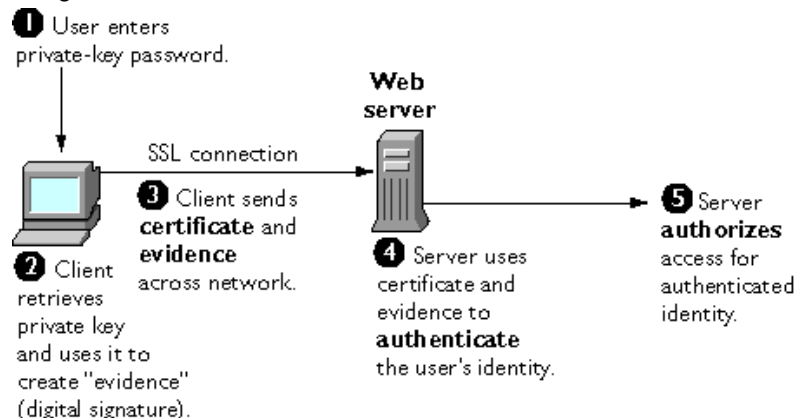 1 User enters
private-key password.
Web
server
SSL connection
3 Client sends
certificate and
evidence
across network.
2 Client
retrieves
private key
and uses it to
create "evidence"
(digital signature).
4 Server uses
certificate and
evidence to
authenticate
the user's identity.
5 Server
authorizes
access for
authenticated
identity.